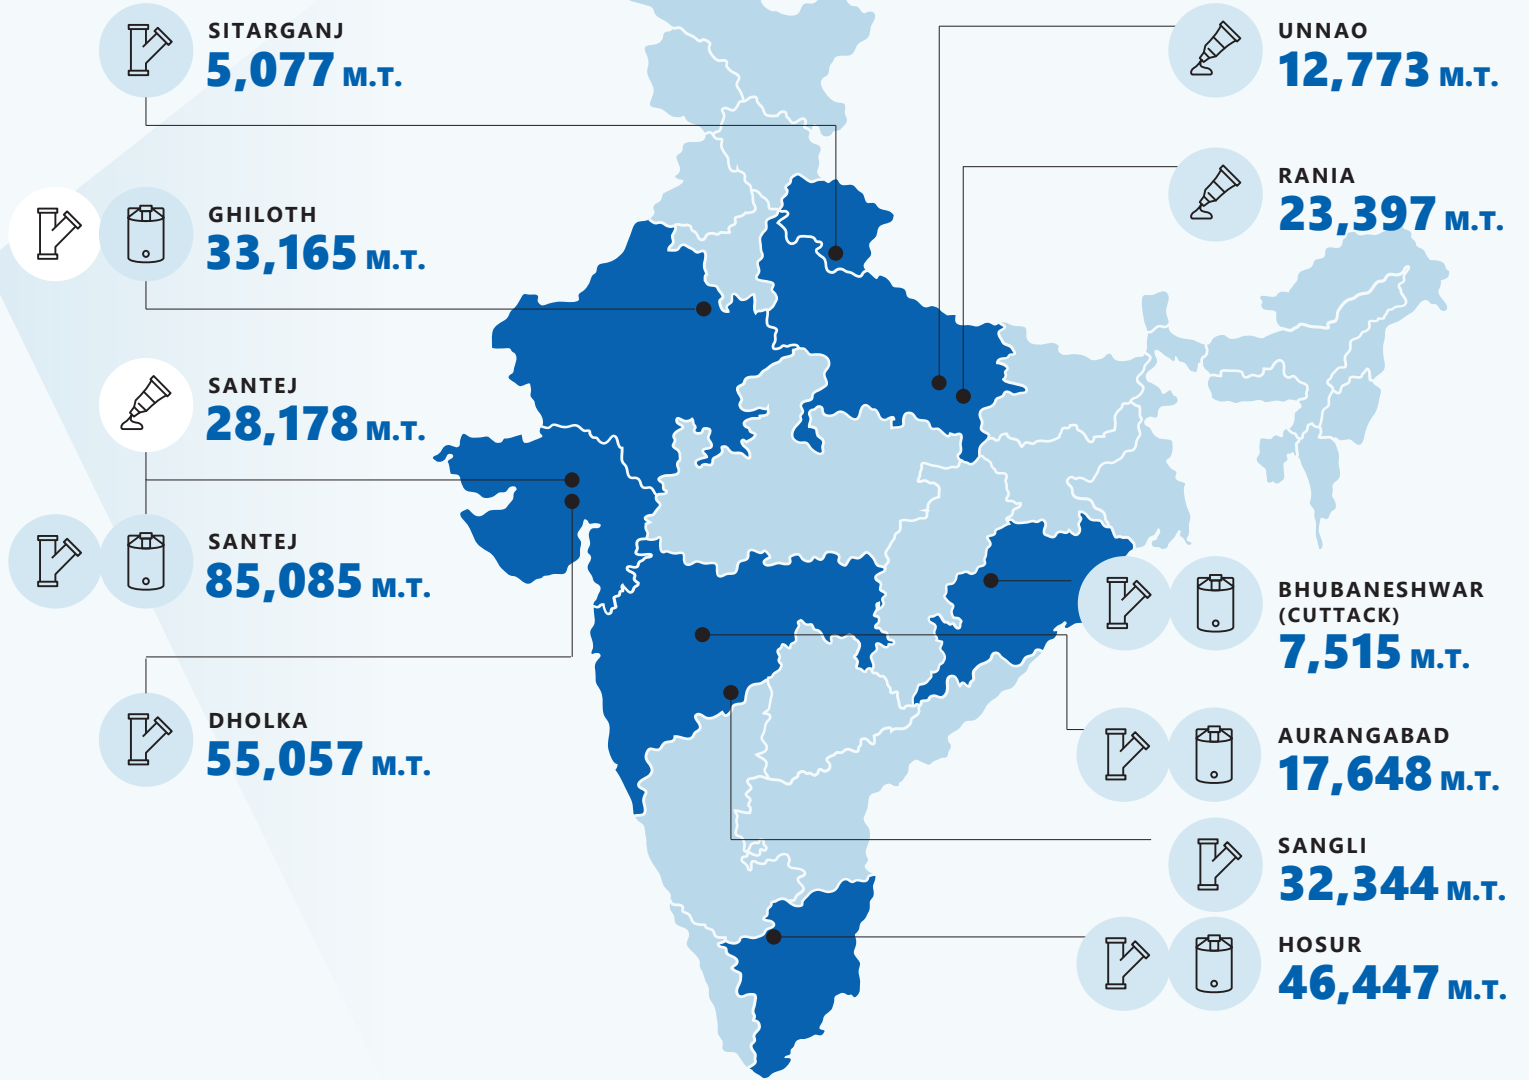 SITARGANJ
5,077 M.T.
GHILOTH
33,165 M.T.
SANTEJ
28,178 M.T.
SANTEJ
85,085 M.T.
DHOLKA
55,057 M.T.
UNNAO
12,773 M.T.
RANIA
23,397 M.T.
BHUBANESHWAR
(CUTTACK)
7,515 M.T.
AURANGABAD
17,648 M.T.
SANGLI
32,344 M.T.
HOSUR
46,447 M.T.